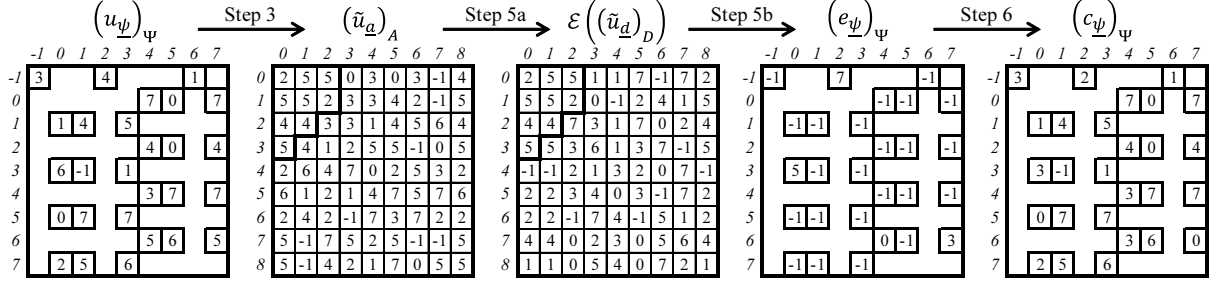 (u_ψ)_Ψ Step 3 (ũ_a)_A Step 5a ℰ((ũ_d)_D) Step 5b (e_ψ)_Ψ Step 6 (c_ψ)_Ψ
-1 0 1 2 3 4 5 6 7 0 1 2 3 4 5 6 7 8 0 1 2 3 4 5 6 7 8 -1 0 1 2 3 4 5 6 7 -1 0 1 2 3 4 5 6 7
-1 3 4 1 0 2 5 5 0 3 0 3 -1 4 0 2 5 5 1 1 7 -1 7 2 -1 -1 7 -1 -1 3 2 1
0 7 0 7 1 5 5 2 3 3 4 2 -1 5 1 5 5 2 0 -1 2 4 1 5 0 -1 -1 -1 0 7 0 7
1 1 4 5 2 4 4 3 3 1 4 5 6 4 2 4 4 7 3 1 7 0 2 4 1 -1 -1 -1 1 1 4 5
2 4 0 4 3 5 4 1 2 5 5 -1 0 5 3 5 5 3 6 1 3 7 -1 5 2 -1 -1 -1 2 4 0 4
3 6 -1 1 4 2 6 4 7 0 2 5 3 2 4 -1 -1 2 1 3 2 0 7 -1 3 5 -1 -1 3 3 -1 1
4 3 7 7 5 6 1 2 1 4 7 5 7 6 5 2 2 3 4 0 3 -1 7 2 4 -1 -1 -1 4 3 7 7
5 0 7 7 6 2 4 2 -1 7 3 7 2 2 6 2 2 -1 7 4 -1 5 1 2 5 -1 -1 -1 5 0 7 7
6 5 6 5 7 5 -1 7 5 2 5 -1 -1 5 7 4 4 0 2 3 0 5 6 4 6 0 -1 3 6 3 6 0
7 2 5 6 8 5 -1 4 2 1 7 0 5 5 8 1 1 0 5 4 0 7 2 1 7 -1 -1 -1 7 2 5 6